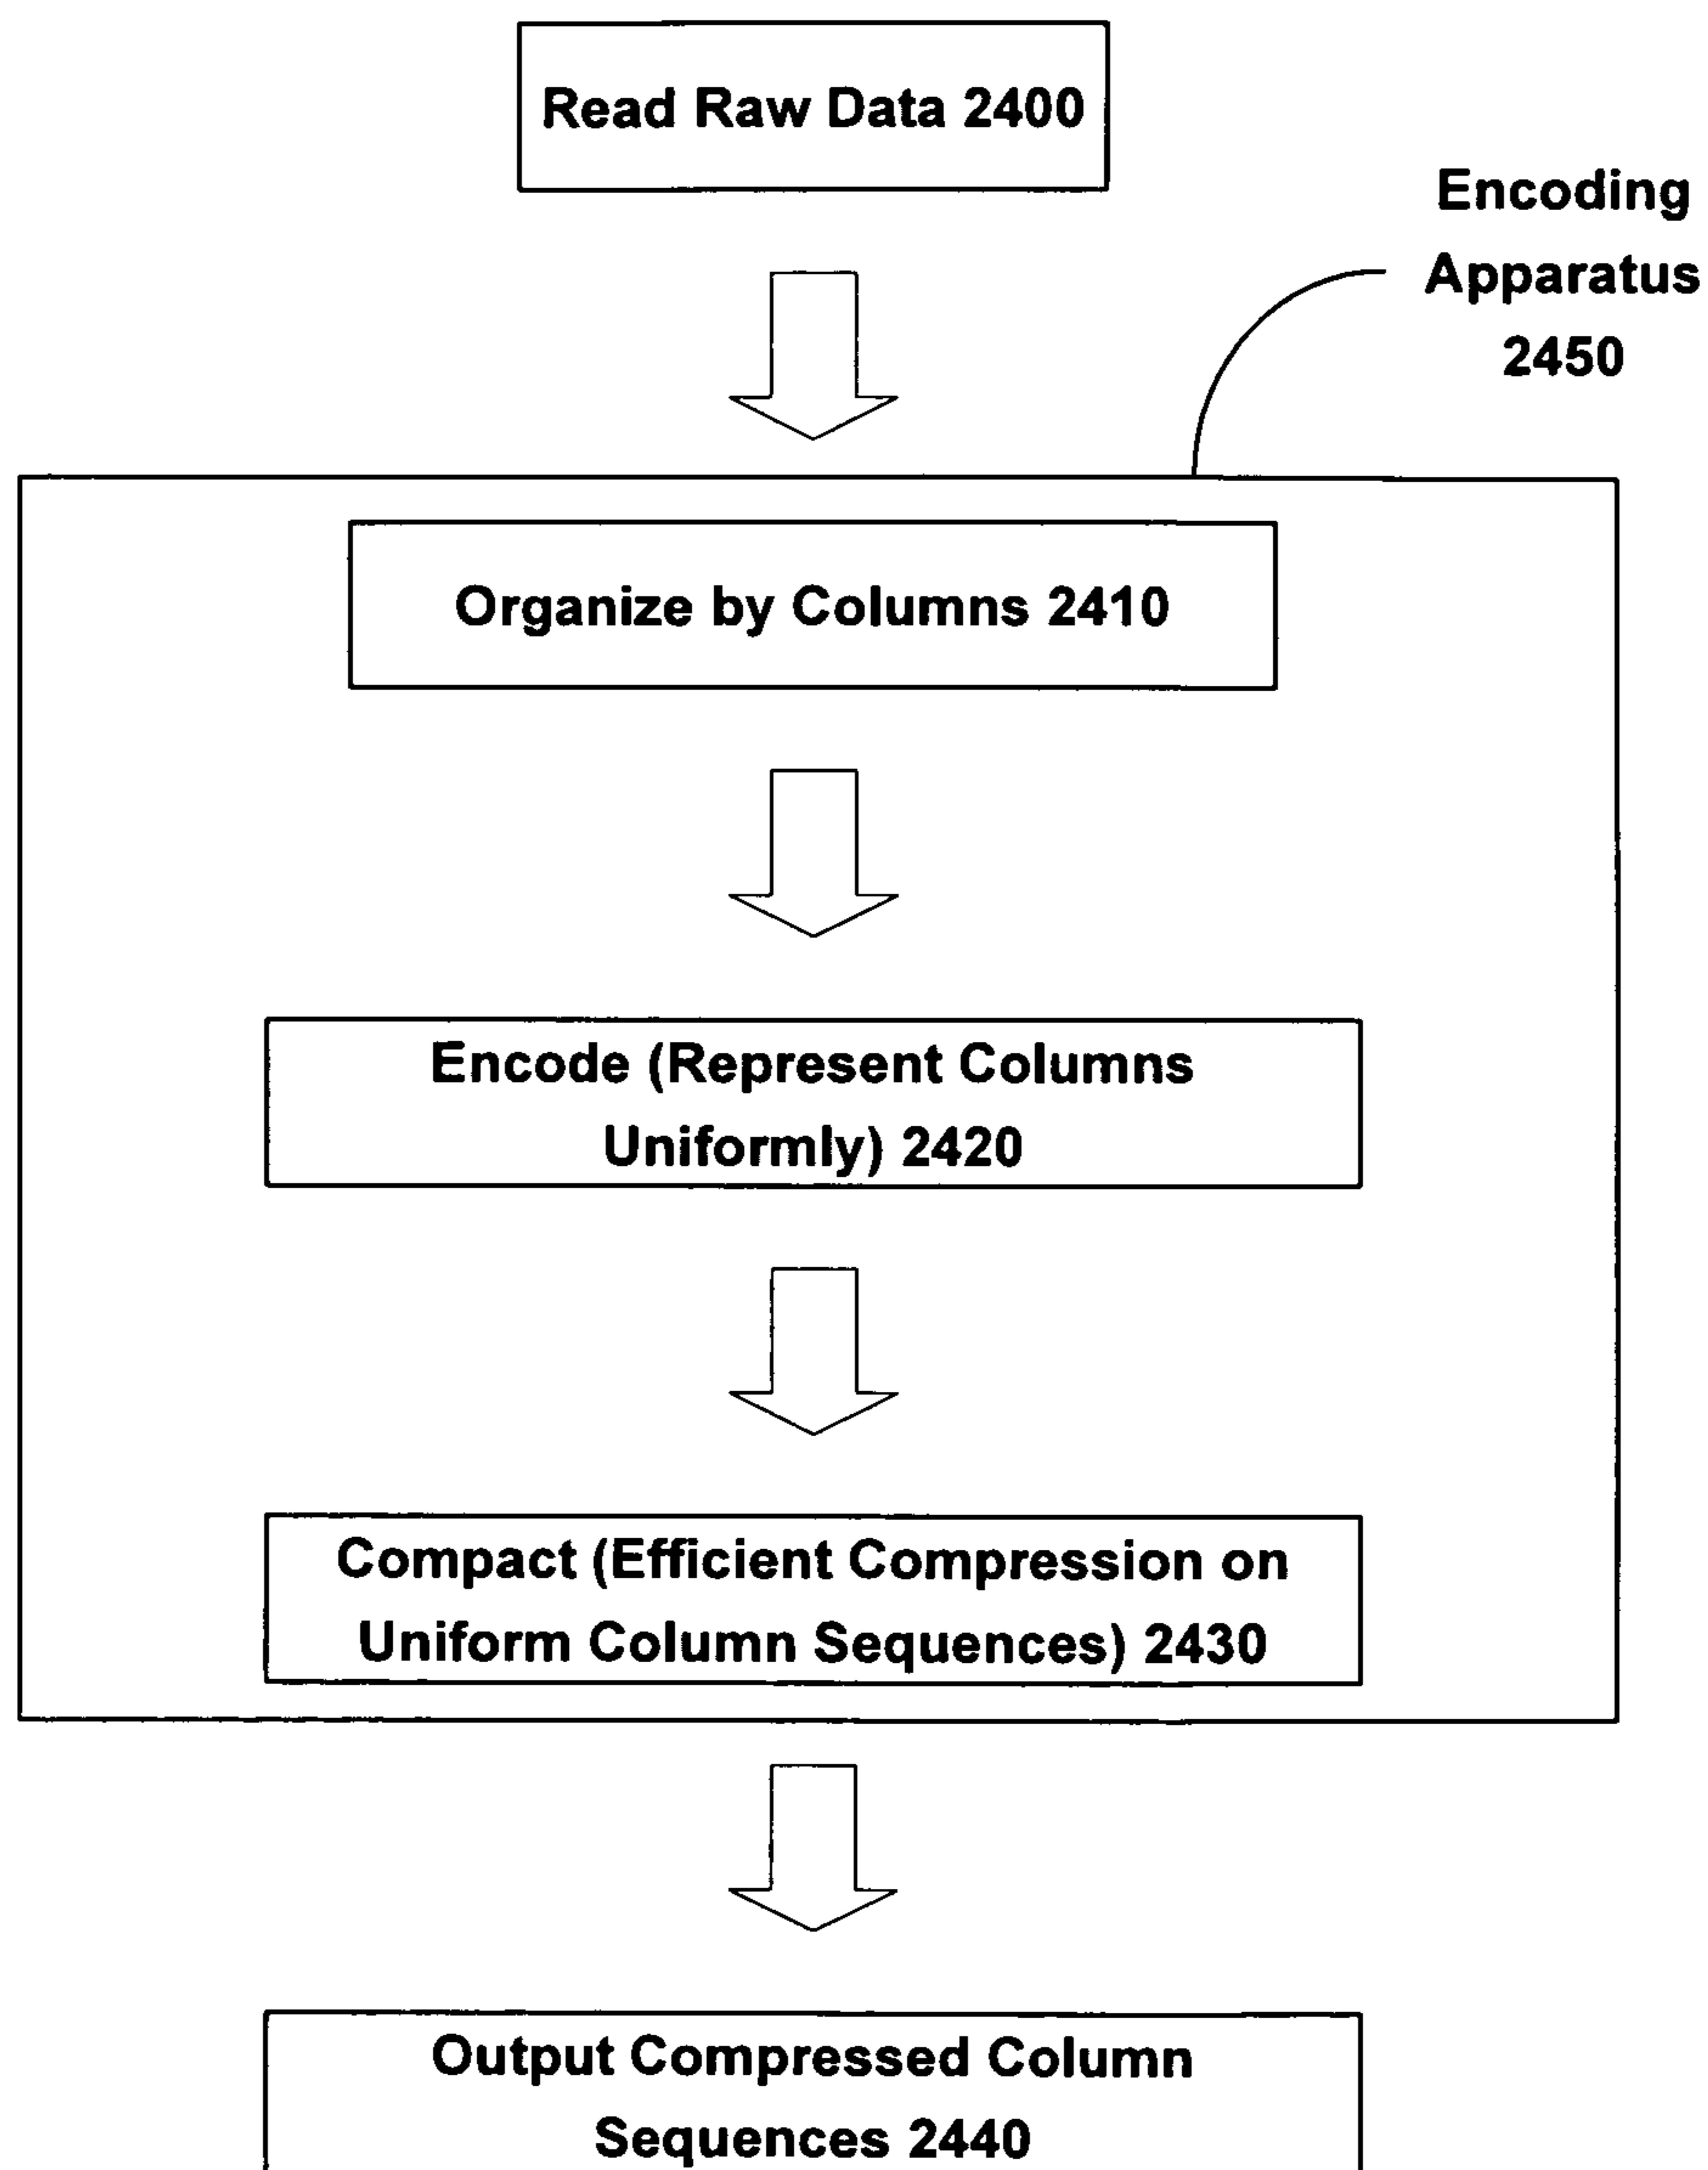 Read Raw Data 2400
Encoding
Apparatus
2450
Organize by Columns 2410
Encode (Represent Columns
Uniformly) 2420
Compact (Efficient Compression on
Uniform Column Sequences) 2430
Output Compressed Column
Sequences 2440